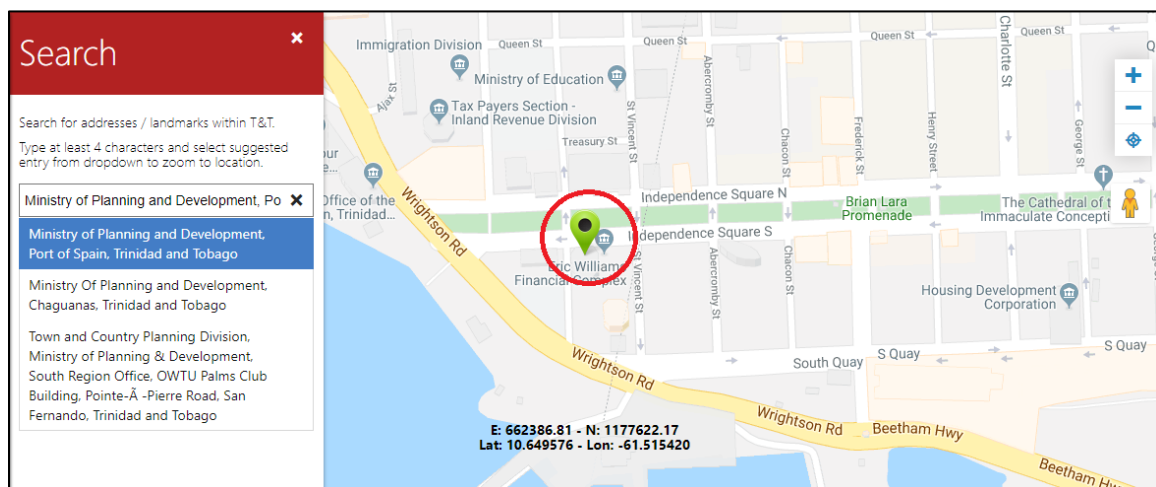 Search
×
Search for addresses / landmarks within T&T.
Type at least 4 characters and select suggested
entry from dropdown to zoom to location.
Ministry of Planning and Development, Po ×
Ministry of Planning and Development,
Port of Spain, Trinidad and Tobago
Ministry Of Planning and Development,
Chaguanas, Trinidad and Tobago
Town and Country Planning Division,
Ministry of Planning & Development,
South Region Office, OWTU Palms Club
Building, Pointe-Ã -Pierre Road, San
Fernando, Trinidad and Tobago
Immigration Division
Queen St
Queen St
Queen St
Queen St
Charlotte St
Q
Ministry of Education
Ajax St
Tax Payers Section -
Inland Revenue Division
Treasury St
St Vincent St
Abercromby St
Chacon St
Frederick St
Henry Street
George St
our
e...
Office of the
n, Trinidad...
Wrightson Rd
Independence Square N
Brian Lara
Promenade
The Cathedral of t
Immaculate Concepti
Independence Square S
Eric Williams
Financial Complex
St Vincent St
Abercromby St
Chacon St
Housing Development
Corporation
South Quay
S Quay
S Quay
Wrightson Rd
Wrightson Rd
Beetham Hwy
Beetham Hwy
E: 662386.81 - N: 1177622.17
Lat: 10.649576 - Lon: -61.515420
+
−